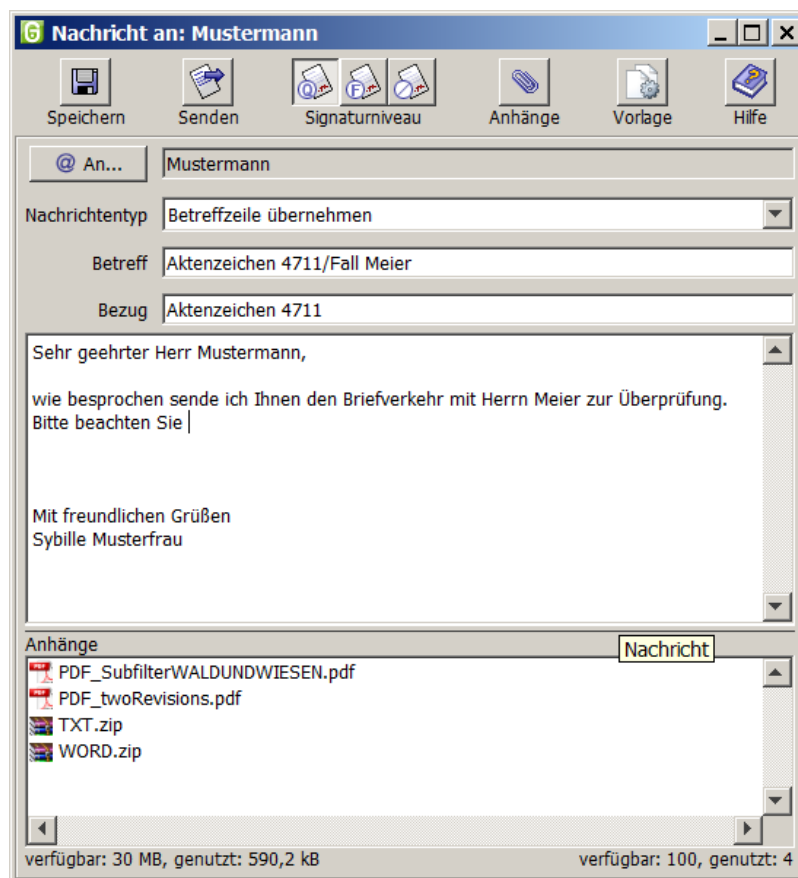 Nachricht an: Mustermann
Speichern Senden Signaturniveau Anhänge Vorlage Hilfe
@ An... Mustermann
Nachrichtentyp Betreffzeile übernehmen
Betreff Aktenzeichen 4711/Fall Meier
Bezug Aktenzeichen 4711
Sehr geehrter Herr Mustermann,
wie besprochen sende ich Ihnen den Briefverkehr mit Herrn Meier zur Überprüfung.
Bitte beachten Sie
Mit freundlichen Grüßen
Sybille Musterfrau
Anhänge
Nachricht
PDF_SubfilterWALDUNDWIESEN.pdf
PDF_twoRevisions.pdf
TXT.zip
WORD.zip
verfügbar: 30 MB, genutzt: 590,2 kB verfügbar: 100, genutzt: 4